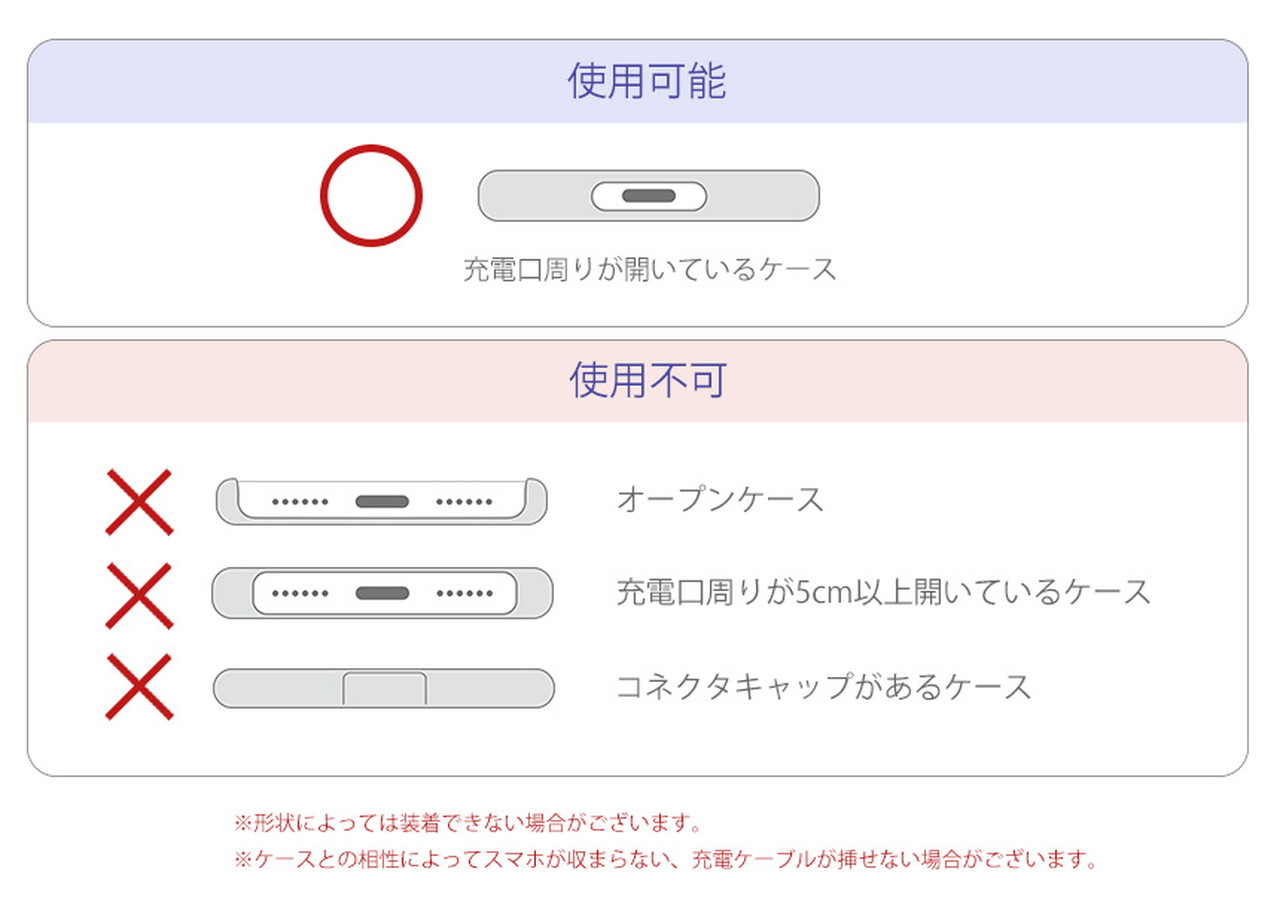 使用可能
充電口周りが開いているケース
使用不可
オープンケース
充電口周りが5cm以上開いているケース
コネクタキャップがあるケース
※形状によっては装着できない場合がございます。
※ケースとの相性によってスマホが収まらない、充電ケーブルが挿せない場合がございます。